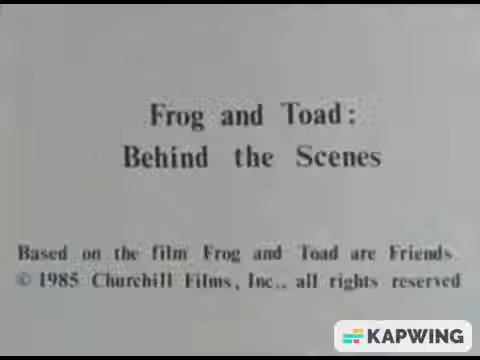 Frog and Toad:
Behind the Scenes
Based on the film Frog and Toad are Friends
© 1985 Churchill Films, Inc., all rights reserved
KAPWING